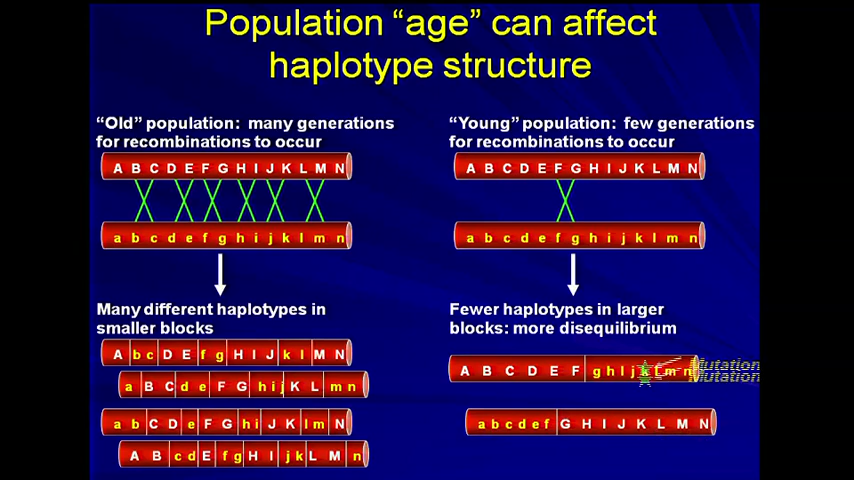 Population “age” can affect
haplotype structure
“Old” population: many generations
for recombinations to occur
A B C D E F G H I J K L M N
a b c d e f g h i j k l m n
Many different haplotypes in
smaller blocks
A b c D E f g H I J k l M N
a B C d e F G h i j K L m n
a b C D e F G h i J K l m N
A B c d E f g H I j k L M n
“Young” population: few generations
for recombinations to occur
A B C D E F G H I J K L M N
a b c d e f g h i j k l m n
Fewer haplotypes in larger
blocks: more disequilibrium
A B C D E F g h I j k l m n
Mutation
Mutation
a b c d e f G H I J K L M N